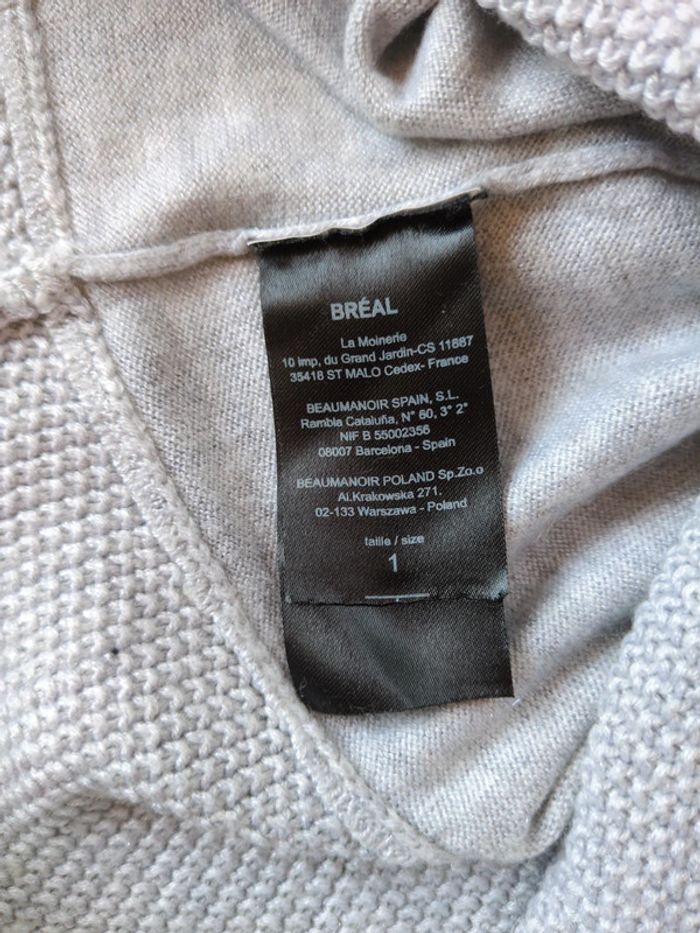 BRÉAL
La Moinerie
10 imp, du Grand Jardin-CS 11887
35418 ST MALO Cedex- France
BEAUMANOIR SPAIN, S.L.
Rambla Cataluña, N° 60, 3° 2°
NIF B 55002356
08007 Barcelona - Spain
BEAUMANOIR POLAND Sp.Zo.o
Al.Krakowska 271.
02-133 Warszawa - Poland
taille / size
1